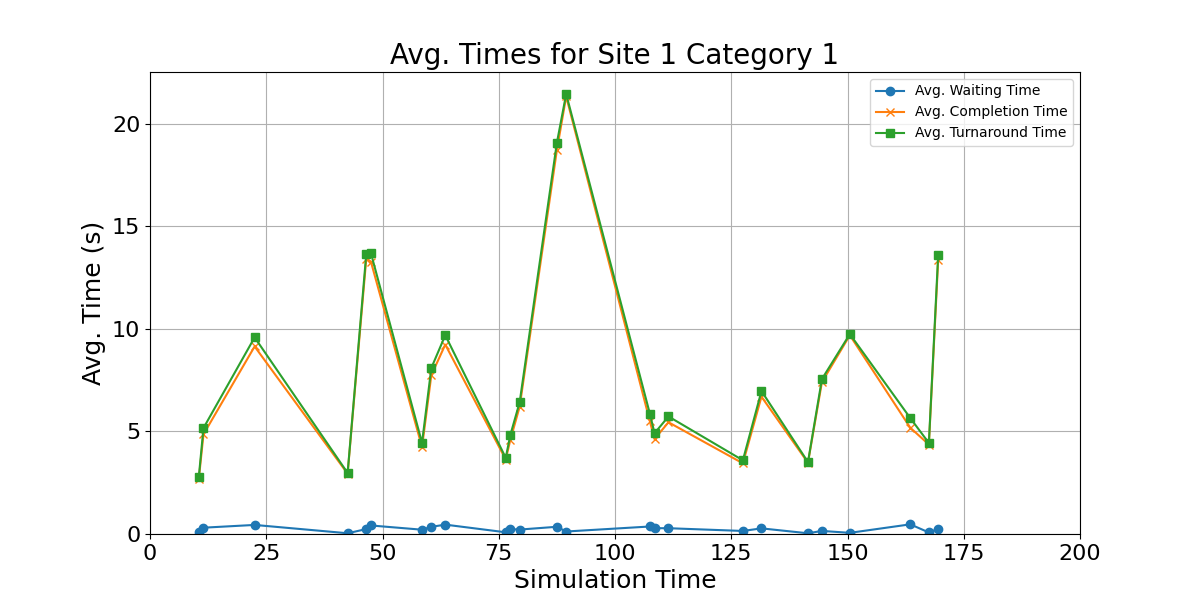 Avg. Times for Site 1 Category 1
Avg. Waiting Time
Avg. Completion Time
Avg. Turnaround Time
Avg. Time (s)
20
15
10
5
0
0 25 50 75 100 125 150 175 200
Simulation Time